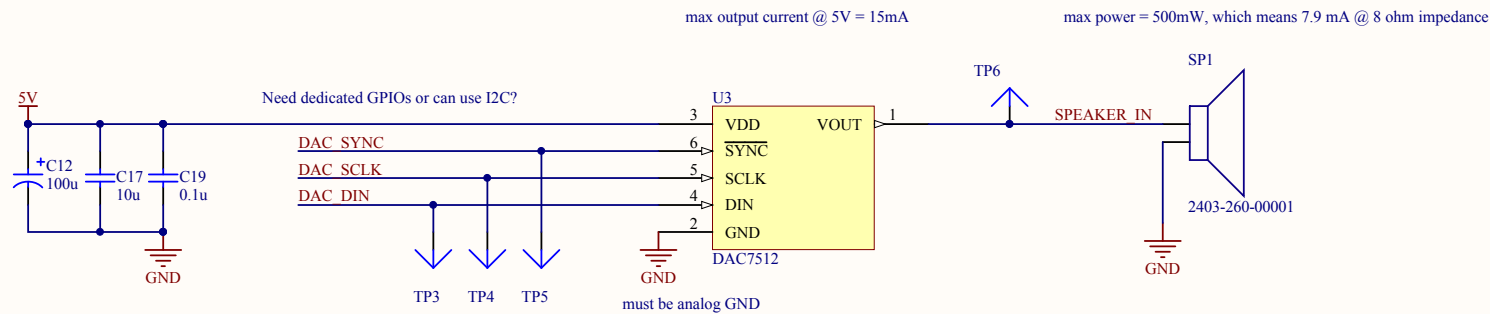 max output current @ 5V = 15mA
max power = 500mW, which means 7.9 mA @ 8 ohm impedance
SP1
TP6
5V
Need dedicated GPIOs or can use I2C?
U3
3
VDD
VOUT
1
SPEAKER_IN
DAC_SYNC
6
SYNC
+
C12
100u
C17
10u
C19
0.1u
DAC_SCLK
5
SCLK
DAC_DIN
4
DIN
2403-260-00001
2
GND
DAC7512
GND
GND
GND
TP3
TP4
TP5
must be analog GND